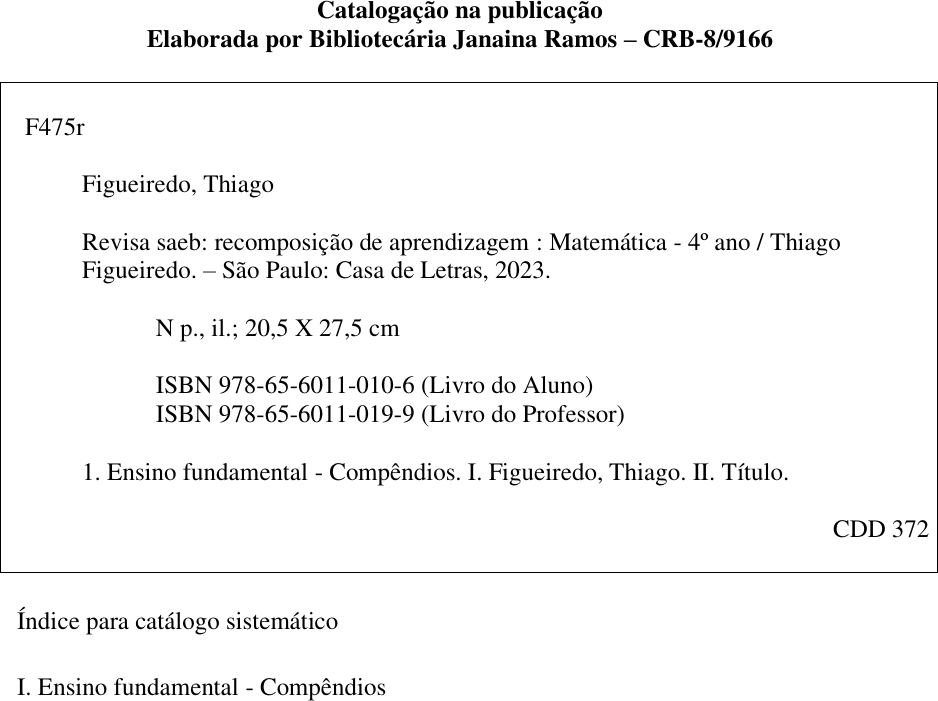 Catalogação na publicação
Elaborada por Bibliotecária Janaina Ramos – CRB-8/9166
F475r
Figueiredo, Thiago
Revisa saeb: recomposição de aprendizagem : Matemática - 4º ano / Thiago
Figueiredo. – São Paulo: Casa de Letras, 2023.
N p., il.; 20,5 X 27,5 cm
ISBN 978-65-6011-010-6 (Livro do Aluno)
ISBN 978-65-6011-019-9 (Livro do Professor)
1. Ensino fundamental - Compêndios. I. Figueiredo, Thiago. II. Título.
CDD 372
Índice para catálogo sistemático
I. Ensino fundamental - Compêndios